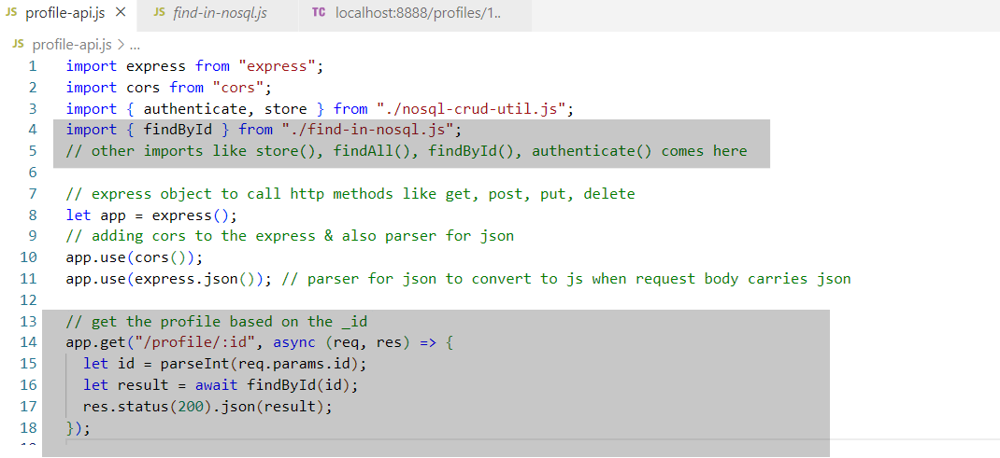 JS profile-api.js × JS find-in-nosql.js TC localhost:8888/profiles/1..
JS profile-api.js > ...
1 import express from "express";
2 import cors from "cors";
3 import { authenticate, store } from "./nosql-crud-util.js";
4 import { findById } from "./find-in-nosql.js";
5 // other imports like store(), findAll(), findById(), authenticate() comes here
6
7 // express object to call http methods like get, post, put, delete
8 let app = express();
9 // adding cors to the express & also parser for json
10 app.use(cors());
11 app.use(express.json()); // parser for json to convert to js when request body carries json
12
13 // get the profile based on the _id
14 app.get("/profile/:id", async (req, res) => {
15 let id = parseInt(req.params.id);
16 let result = await findById(id);
17 res.status(200).json(result);
18 });